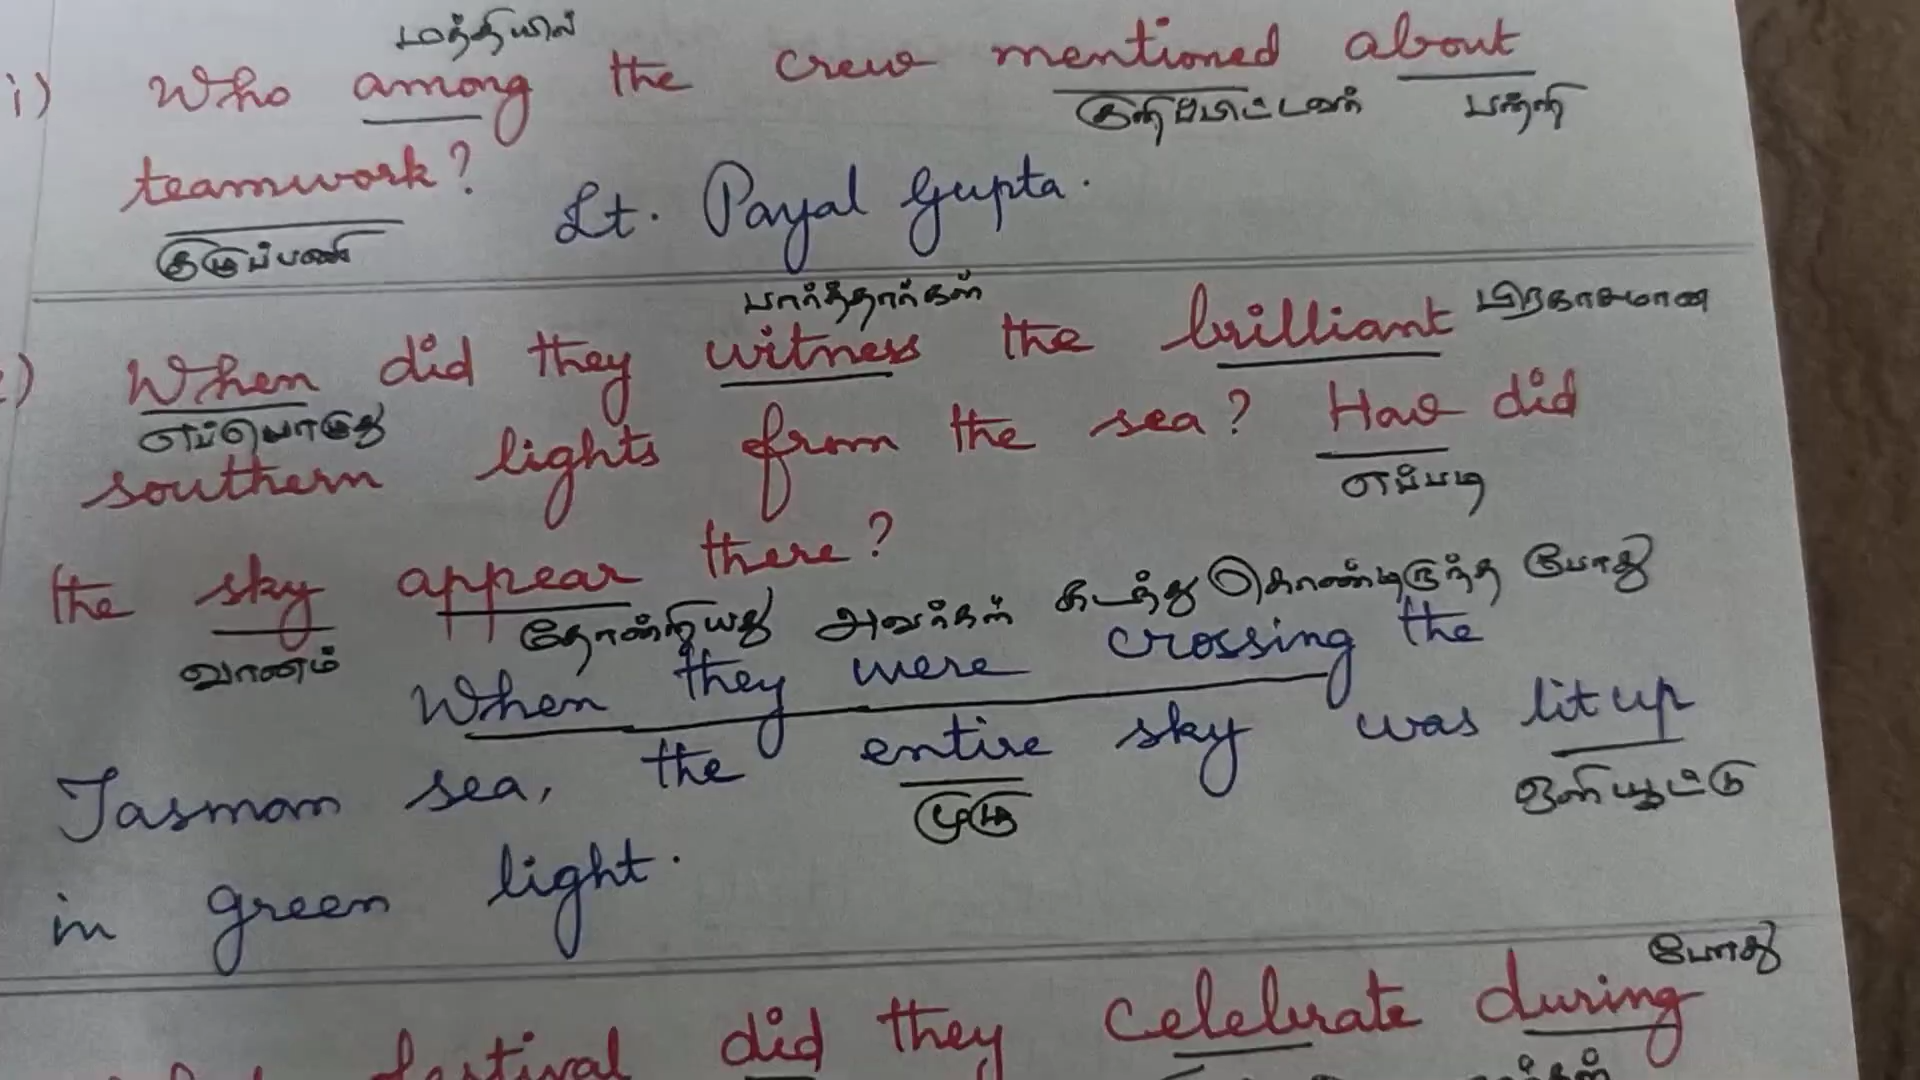 மத்தியில்
i) Who among the crew mentioned about
குறிப்பிட்டவர் பற்றி
teamwork? Lt. Payal Gupta.
குழுப்பணி
பார்த்தார்கள் பிரகாசமான
When did they witness the brilliant
எப்பொழுது
southern lights from the sea? How did
எப்படி
the sky appear there?
வானம் தோன்றியது அவர்கள் கடந்து கொண்டிருந்த போது
When they were crossing the
Tasman sea, the entire sky was lit up
முழு ஒளியூட்டு
in green light.
போது
festival did they celebrate during